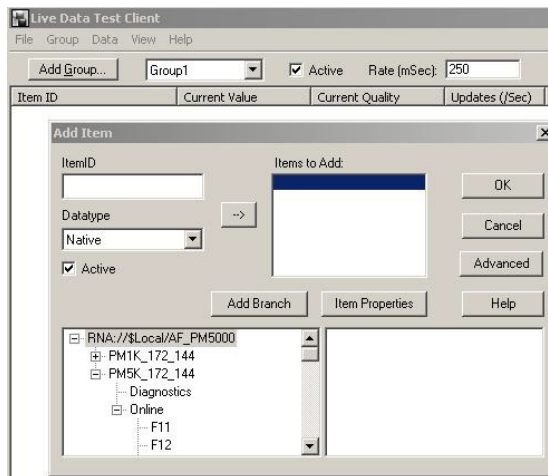 Live Data Test Client
File Group Data View Help
Add Group... Group1 Active Rate (mSec): 250
Item ID Current Value Current Quality Updates (/Sec)
Add Item
ItemID Items to Add:
OK
Datatype -->
Native Cancel
Active Advanced
Add Branch Item Properties Help
RNA://$Local/AF_PM5000
PM1K_172_144
PM5K_172_144
Diagnostics
Online
F11
F12